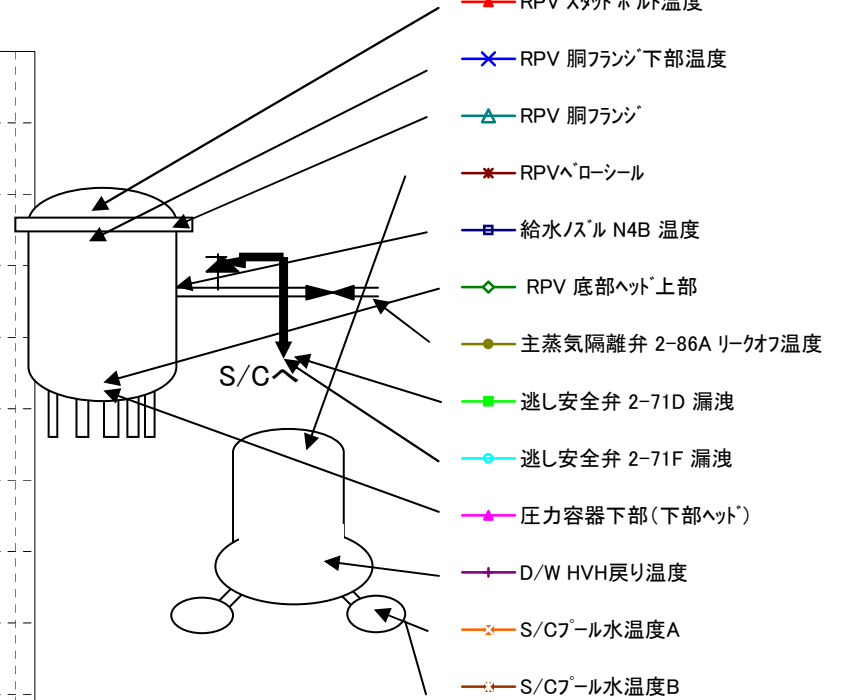 RPV スタッドボルト温度
RPV 胴フランジ下部温度
RPV 胴フランジ
RPVベローシール
給水ノズル N4B 温度
RPV 底部ヘッド上部
主蒸気隔離弁 2-86A リークオフ温度
S/Cへ
逃し安全弁 2-71D 漏洩
逃し安全弁 2-71F 漏洩
圧力容器下部(下部ヘッド)
D/W HVH戻り温度
S/Cプール水温度A
S/Cプール水温度B